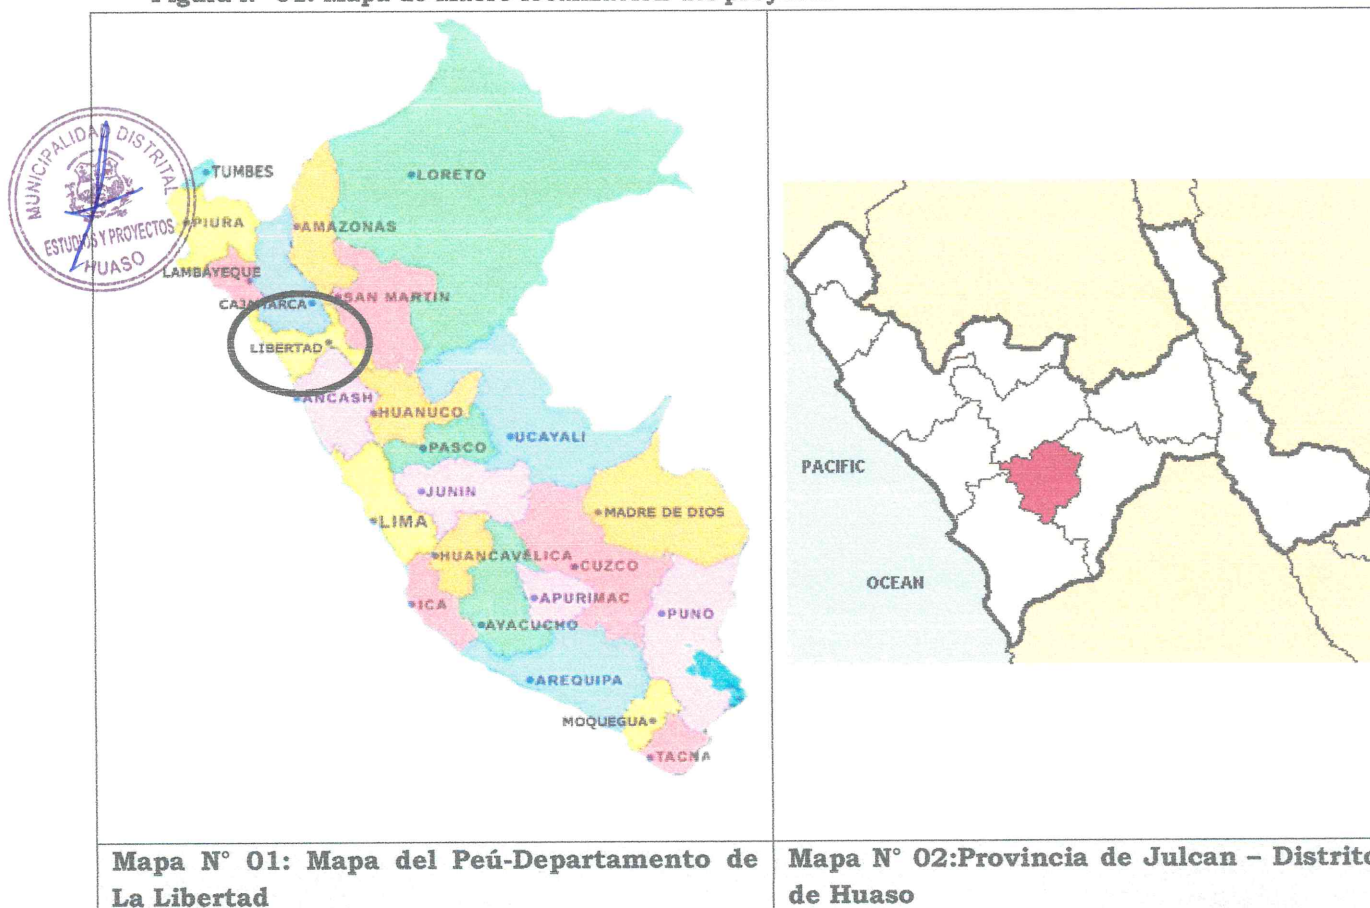 MUNICIPALIDAD DISTRITAL
ESTUDIOS Y PROYECTOS
HUASO
TUMBES
LORETO
PIURA
AMAZONAS
LAMBAYEQUE
SAN MARTIN
CAJAMARCA
LIBERTAD
ANCASH
HUANUCO
UCAYALI
PASCO
JUNIN
LIMA
MADRE DE DIOS
HUANCAVELICA
CUZCO
ICA
APURIMAC
PUNO
AYACUCHO
AREQUIPA
MOQUEGUA
TACNA
PACIFIC
OCEAN
Mapa N° 01: Mapa del Peú-Departamento de
La Libertad
Mapa N° 02:Provincia de Julcan – Distrito
de Huaso